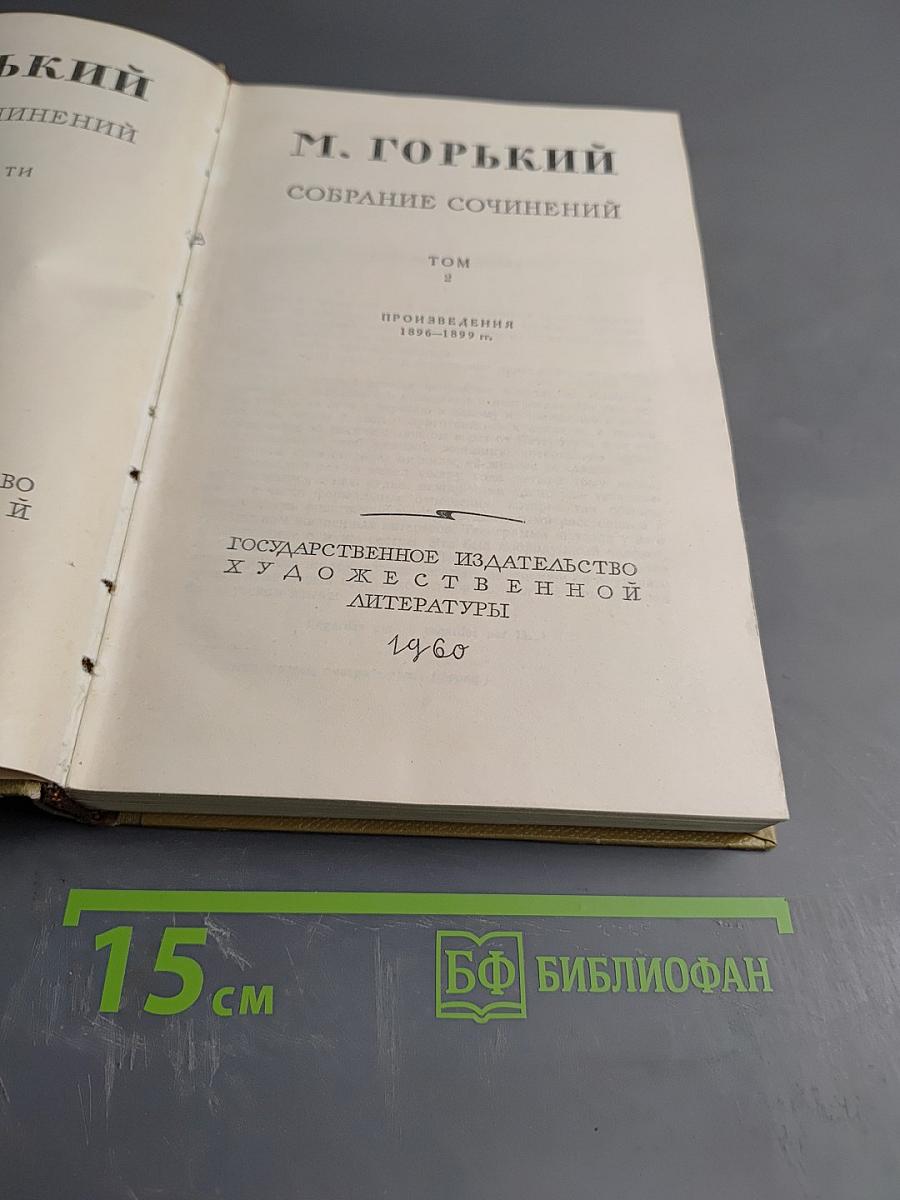 ЬКИЙ
ЧИНЕНИЙ
ТИ
ВО
Й
М. ГОРЬКИЙ
СОБРАНИЕ СОЧИНЕНИЙ
ТОМ
2
ПРОИЗВЕДЕНИЯ
1896—1899 гг.
ГОСУДАРСТВЕННОЕ ИЗДАТЕЛЬСТВО
ХУДОЖЕСТВЕННОЙ
ЛИТЕРАТУРЫ
1960
15 см
БФ БИБЛИОФАН